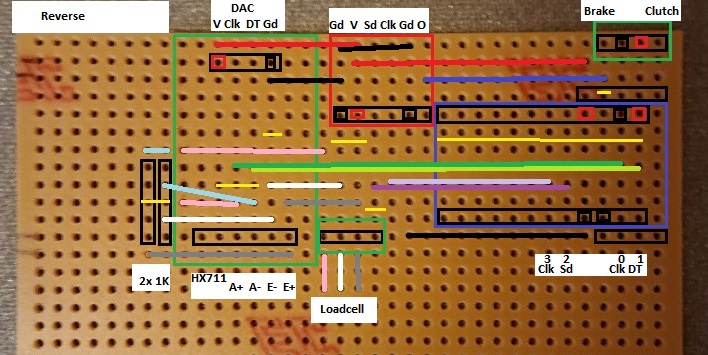 Reverse
DAC
V Clk DT Gd
Gd V Sd Clk Gd O
Brake Clutch
2x 1K
HX711
A+ A- E- E+
Loadcell
3 2 0 1
Clk Sd Clk DT